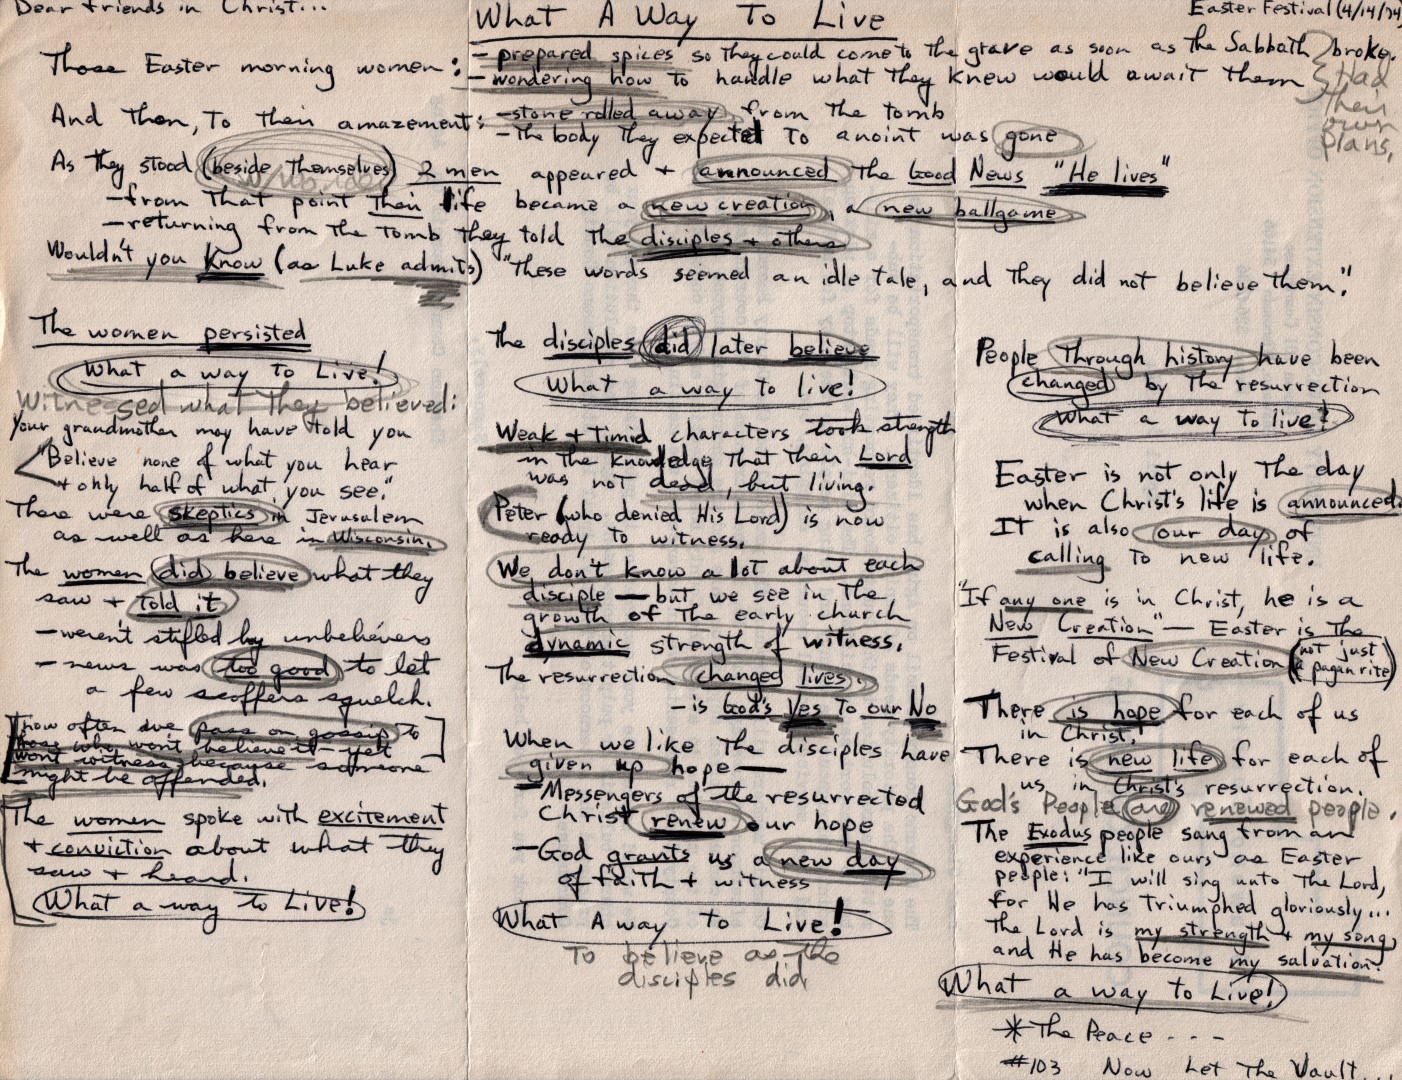 Dear friends in Christ...
What A Way To Live
Easter Festival (4/14/74)
Those Easter morning women:
- prepared spices so they could come to the grave as soon as the Sabbath broke.
- wondering how to handle what they knew would await them
Had
their
own
plans,
And then, to their amazement:
- stone rolled away from the tomb
- the body they expected to anoint was gone
As they stood (beside themselves) 2 men appeared + announced the Good News "He lives"
- from that point their life became a new creation, a new ballgame
- returning from the tomb they told the disciples + others
Wouldn't you know (as Luke admits) "These words seemed an idle tale, and they did not believe them."
The women persisted
What a way to Live!
Witnessed what they believed:
Your grandmother may have told you
"Believe none of what you hear
+ only half of what you see."
There were skeptics in Jerusalem
as well as here in Wisconsin.
The women did believe what they
saw + told it
- weren't stifled by unbelievers
- news was too good to let
a few scoffers squelch.
[how often we pass on gossip to
those who won't believe it - yet
won't witness because someone
might be offended.]
The women spoke with excitement
+ conviction about what they
saw + heard.
What a way to Live!
The disciples did later believe
What a way to live!
Weak + timid characters took strength
in the knowledge that their Lord
was not dead, but living.
Peter (who denied His Lord) is now
ready to witness.
We don't know a lot about each
disciple — but we see in the
growth of the early church
dynamic strength of witness.
The resurrection changed lives.
- is God's Yes to our No
When we like the disciples have
given up hope —
- Messengers of the resurrected
Christ renew our hope
- God grants us a new day
of faith + witness
What A way to Live!
To believe as the
disciples did
People through history have been
changed by the resurrection
What a way to live!
Easter is not only the day
when Christ's life is announced.
It is also our day of
calling to new life.
"If any one is in Christ, he is a
New Creation" — Easter is the
Festival of New Creation (not just
a pagan rite)
There is hope for each of us
in Christ!
There is new life for each of
us in Christ's resurrection.
God's People are renewed people.
The Exodus people sang from an
experience like ours as Easter
people: "I will sing unto the Lord,
for He has triumphed gloriously...
the Lord is my strength + my song
and He has become my salvation."
What a way to Live!
* The Peace - - - -
#103 Now Let The Vault...